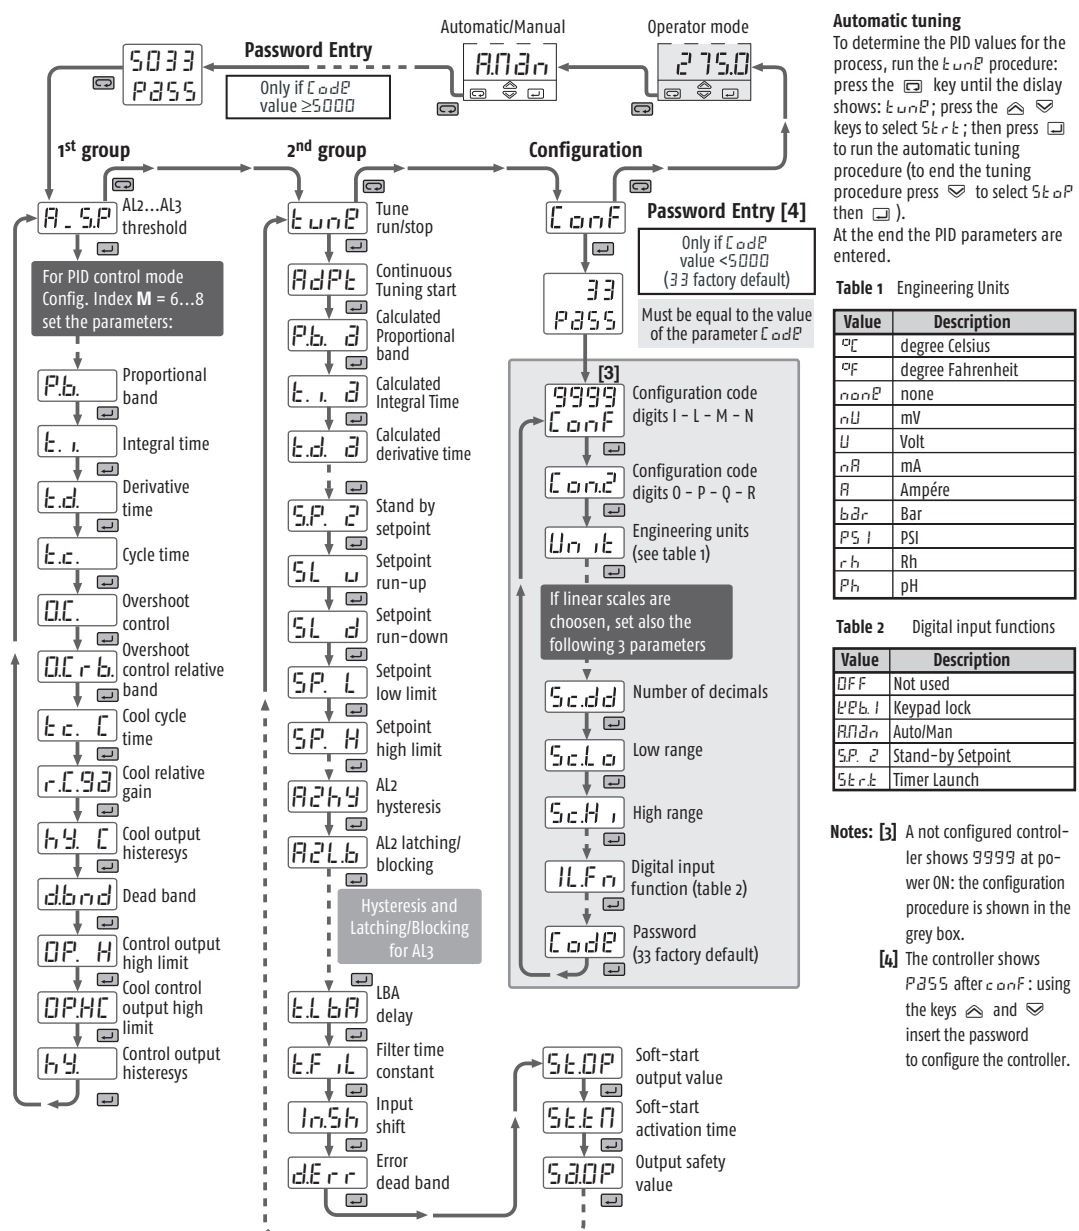 Automatic/Manual
Operator mode
Password Entry
5033
Pa55
Only if Code
value ≥5000
A.Man
275.0
1st group
2nd group
Configuration
A_S.P
AL2...AL3
threshold
For PID control mode
Config. Index M = 6...8
set the parameters:
P.b.
Proportional
band
t. i.
Integral time
t.d.
Derivative
time
t.c.
Cycle time
O.C.
Overshoot
control
O.C r b.
Overshoot
control relative
band
t c. C
Cool cycle
time
r.C.ga
Cool relative
gain
h y. C
Cool output
histeresys
d.bnd
Dead band
OP. H
Control output
high limit
OP.HC
Cool control
output high
limit
h y.
Control output
histeresys
tune
Tune
run/stop
AdPt
Continuous
Tuning start
P.b. a
Calculated
Proportional
band
t. i. a
Calculated
Integral Time
t.d. a
Calculated
derivative time
S.P. 2
Stand by
setpoint
SL u
Setpoint
run-up
SL d
Setpoint
run-down
SP. L
Setpoint
low limit
SP. H
Setpoint
high limit
A2hy
AL2
hysteresis
A2L.b
AL2 latching/
blocking
Hysteresis and
Latching/Blocking
for AL3
t.LbA
LBA
delay
t.F iL
Filter time
constant
In.Sh
Input
shift
d.Err
Error
dead band
ConF
Password Entry [4]
Only if Code
value <5000
(33 factory default)
33
Pa55
Must be equal to the value
of the parameter Code
[3]
9999
ConF
Configuration code
digits I - L - M - N
Con.2
Configuration code
digits O - P - Q - R
Unit
Engineering units
(see table 1)
If linear scales are
choosen, set also the
following 3 parameters
Sc.dd
Number of decimals
Sc.Lo
Low range
Sc.Hi
High range
IL.Fn
Digital input
function (table 2)
Code
Password
(33 factory default)
St.OP
Soft-start
output value
St.tM
Soft-start
activation time
Sa.OP
Output safety
value
Automatic tuning
To determine the PID values for the
process, run the tune procedure:
press the key until the dislay
shows: tune; press the
keys to select Strt; then press
to run the automatic tuning
procedure (to end the tuning
procedure press to select StoP
then ).
At the end the PID parameters are
entered.
Table 1 Engineering Units
Value Description
°C degree Celsius
°F degree Fahrenheit
none none
mU mV
U Volt
mA mA
A Ampére
bar Bar
PSI PSI
rh Rh
Ph pH
Table 2 Digital input functions
Value Description
OFF Not used
keb.l Keypad lock
A.Man Auto/Man
S.P. 2 Stand-by Setpoint
Str.t Timer Launch
Notes: [3] A not configured control-
ler shows 9999 at po-
wer ON: the configuration
procedure is shown in the
grey box.
[4] The controller shows
Pa55 after conF: using
the keys and
insert the password
to configure the controller.